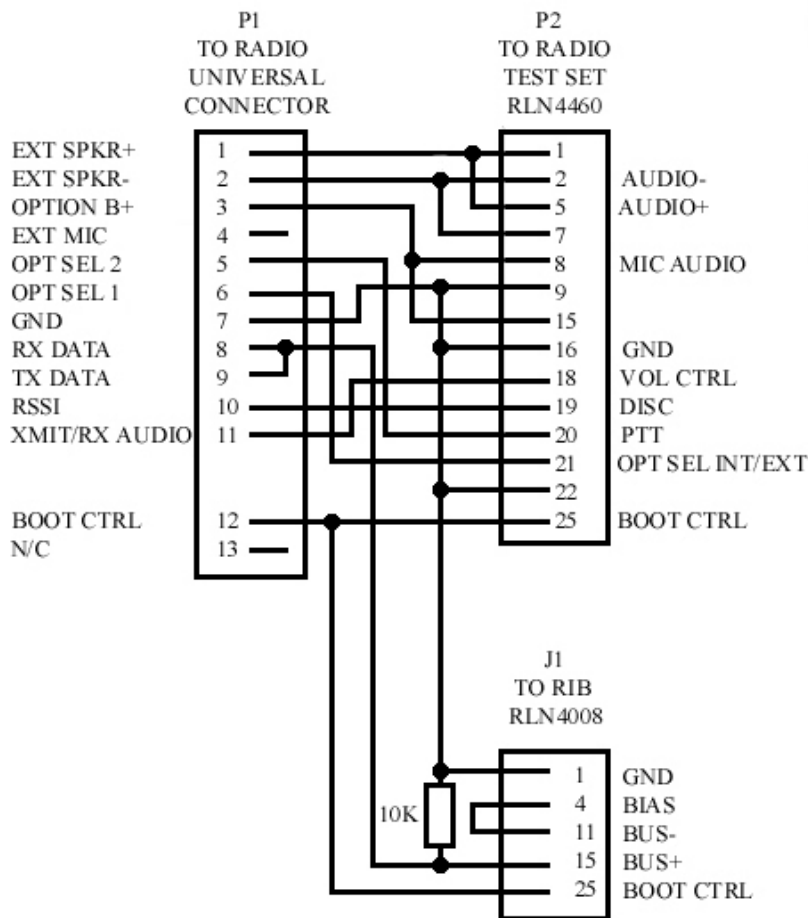 P1
TO RADIO
UNIVERSAL
CONNECTOR
EXT SPKR+ 1
EXT SPKR- 2
OPTION B+ 3
EXT MIC 4
OPT SEL 2 5
OPT SEL 1 6
GND 7
RX DATA 8
TX DATA 9
RSSI 10
XMIT/RX AUDIO 11
BOOT CTRL 12
N/C 13
P2
TO RADIO
TEST SET
RLN4460
1
2 AUDIO-
5 AUDIO+
7
8 MIC AUDIO
9
15
16 GND
18 VOL CTRL
19 DISC
20 PTT
21 OPT SEL INT/EXT
22
25 BOOT CTRL
J1
TO RIB
RLN4008
1 GND
4 BIAS
11 BUS-
15 BUS+
25 BOOT CTRL
10K